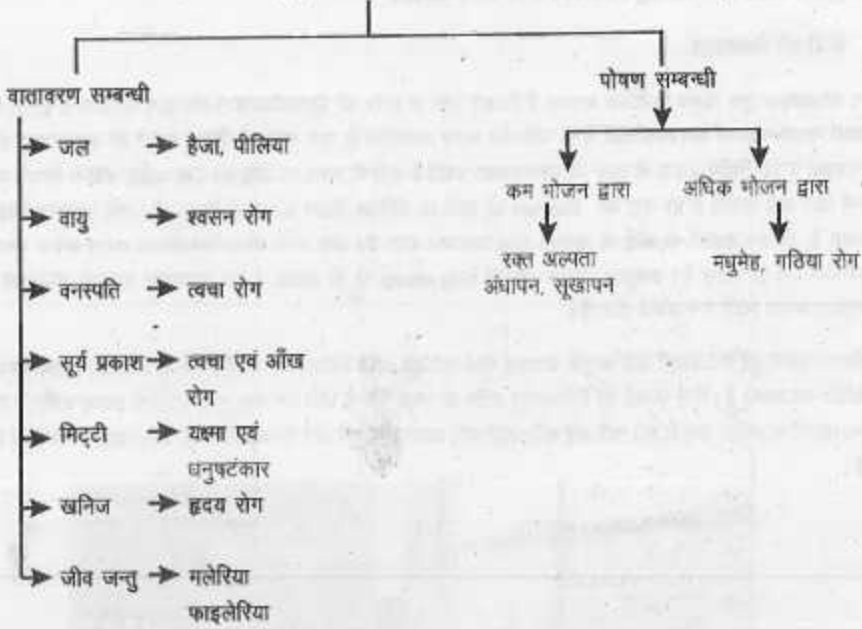 वातावरण सम्बन्धी
जल
हैजा, पीलिया
वायु
श्वसन रोग
वनस्पति
त्वचा रोग
सूर्य प्रकाश
त्वचा एवं आँख
रोग
मिट्टी
यक्ष्मा एवं
धनुषटंकार
खनिज
हृदय रोग
जीव जन्तु
मलेरिया
फाइलेरिया
पोषण सम्बन्धी
कम भोजन द्वारा
रक्त अल्पता
अंधापन, सूखापन
अधिक भोजन द्वारा
मधुमेह, गठिया रोग